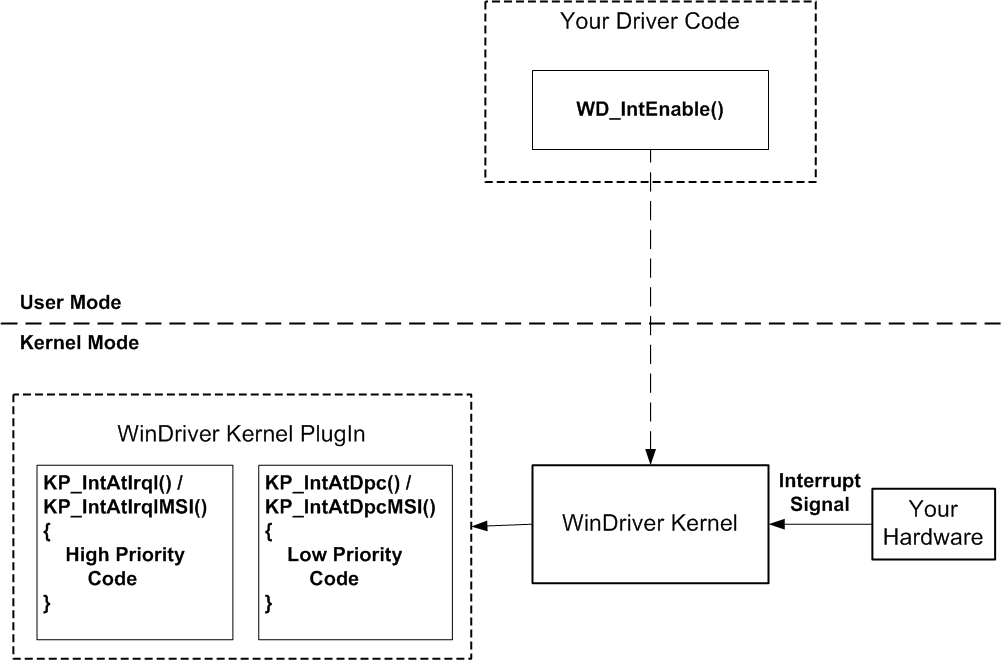 Your Driver Code
WD_IntEnable()
User Mode
Kernel Mode
WinDriver Kernel PlugIn
KP_IntAtIrql() /
KP_IntAtIrqlMSI()
{
High Priority
Code
}
KP_IntAtDpc() /
KP_IntAtDpcMSI()
{
Low Priority
Code
}
WinDriver Kernel
Interrupt
Signal
Your
Hardware